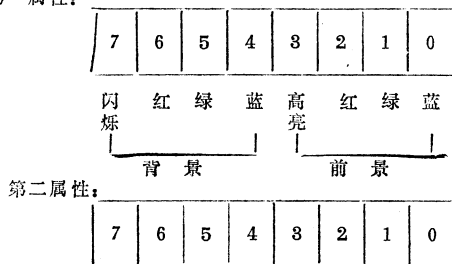 属性：
7 6 5 4 3 2 1 0
闪烁 红 绿 蓝 高亮 红 绿 蓝
背景 前景
第二属性：
7 6 5 4 3 2 1 0